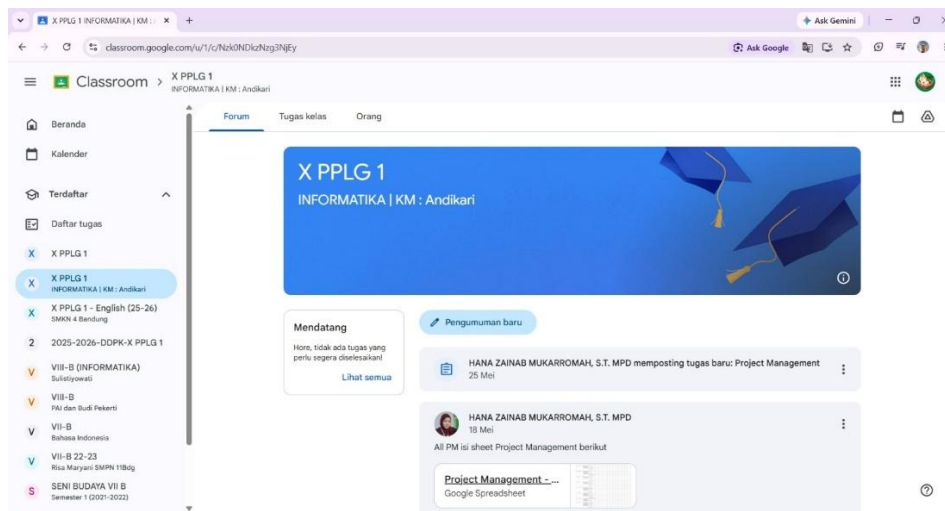 X PPLG 1 INFORMATIKA | KM :
Ask Gemini
classroom.google.com/u/1/c/Nzk0NDkzNzg3NjEy
Ask Google
Classroom > X PPLG 1
INFORMATIKA | KM : Andikari
Forum Tugas kelas Orang
Beranda
Kalender
Terdaftar
Daftar tugas
X X PPLG 1
X X PPLG 1
INFORMATIKA | KM : Andikari
X X PPLG 1 - English (25-26)
SMKN 4 Bandung
2 2025-2026-DDPK-X PPLG 1
V VIII-B (INFORMATIKA)
Sulistiyowati
V VIII-B
PAI dan Budi Pekerti
V VII-B
Bahasa Indonesia
V VII-B 22-23
Risa Maryani SMPN 11Bdg
S SENI BUDAYA VII B
Semester 1 (2021-2022)
X PPLG 1
INFORMATIKA | KM : Andikari
Mendatang
Hore, tidak ada tugas yang
perlu segera diselesaikan!
Lihat semua
Pengumuman baru
HANA ZAINAB MUKARROMAH, S.T. MPD memposting tugas baru: Project Management
25 Mei
HANA ZAINAB MUKARROMAH, S.T. MPD
18 Mei
All PM isi sheet Project Management berikut
Project Management - ...
Google Spreadsheet